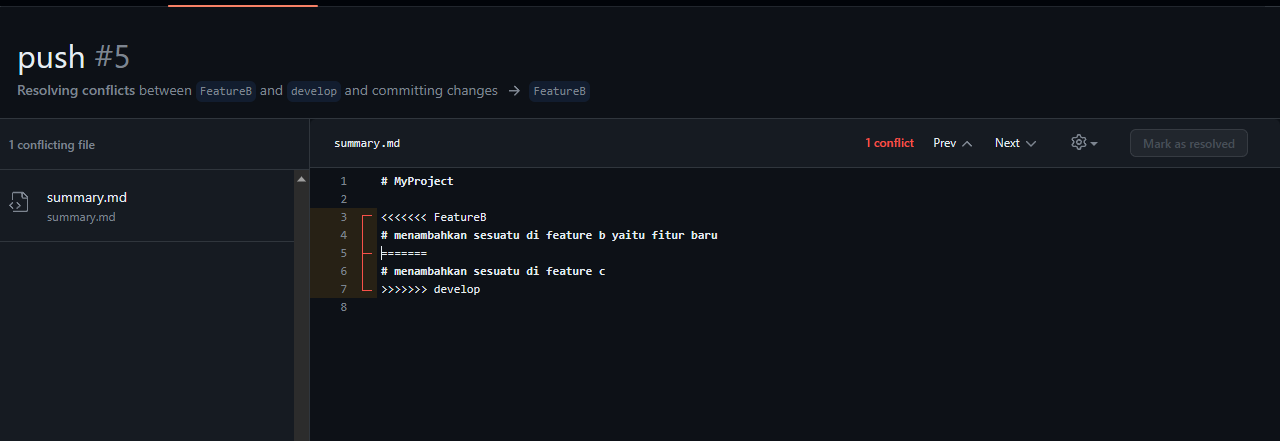 push #5
Resolving conflicts between FeatureB and develop and committing changes → FeatureB
1 conflicting file
summary.md
summary.md
summary.md 1 conflict Prev Next Mark as resolved
1 # MyProject
2
3 <<<<<<< FeatureB
4 # menambahkan sesuatu di feature b yaitu fitur baru
5 =======
6 # menambahkan sesuatu di feature c
7 >>>>>>> develop
8